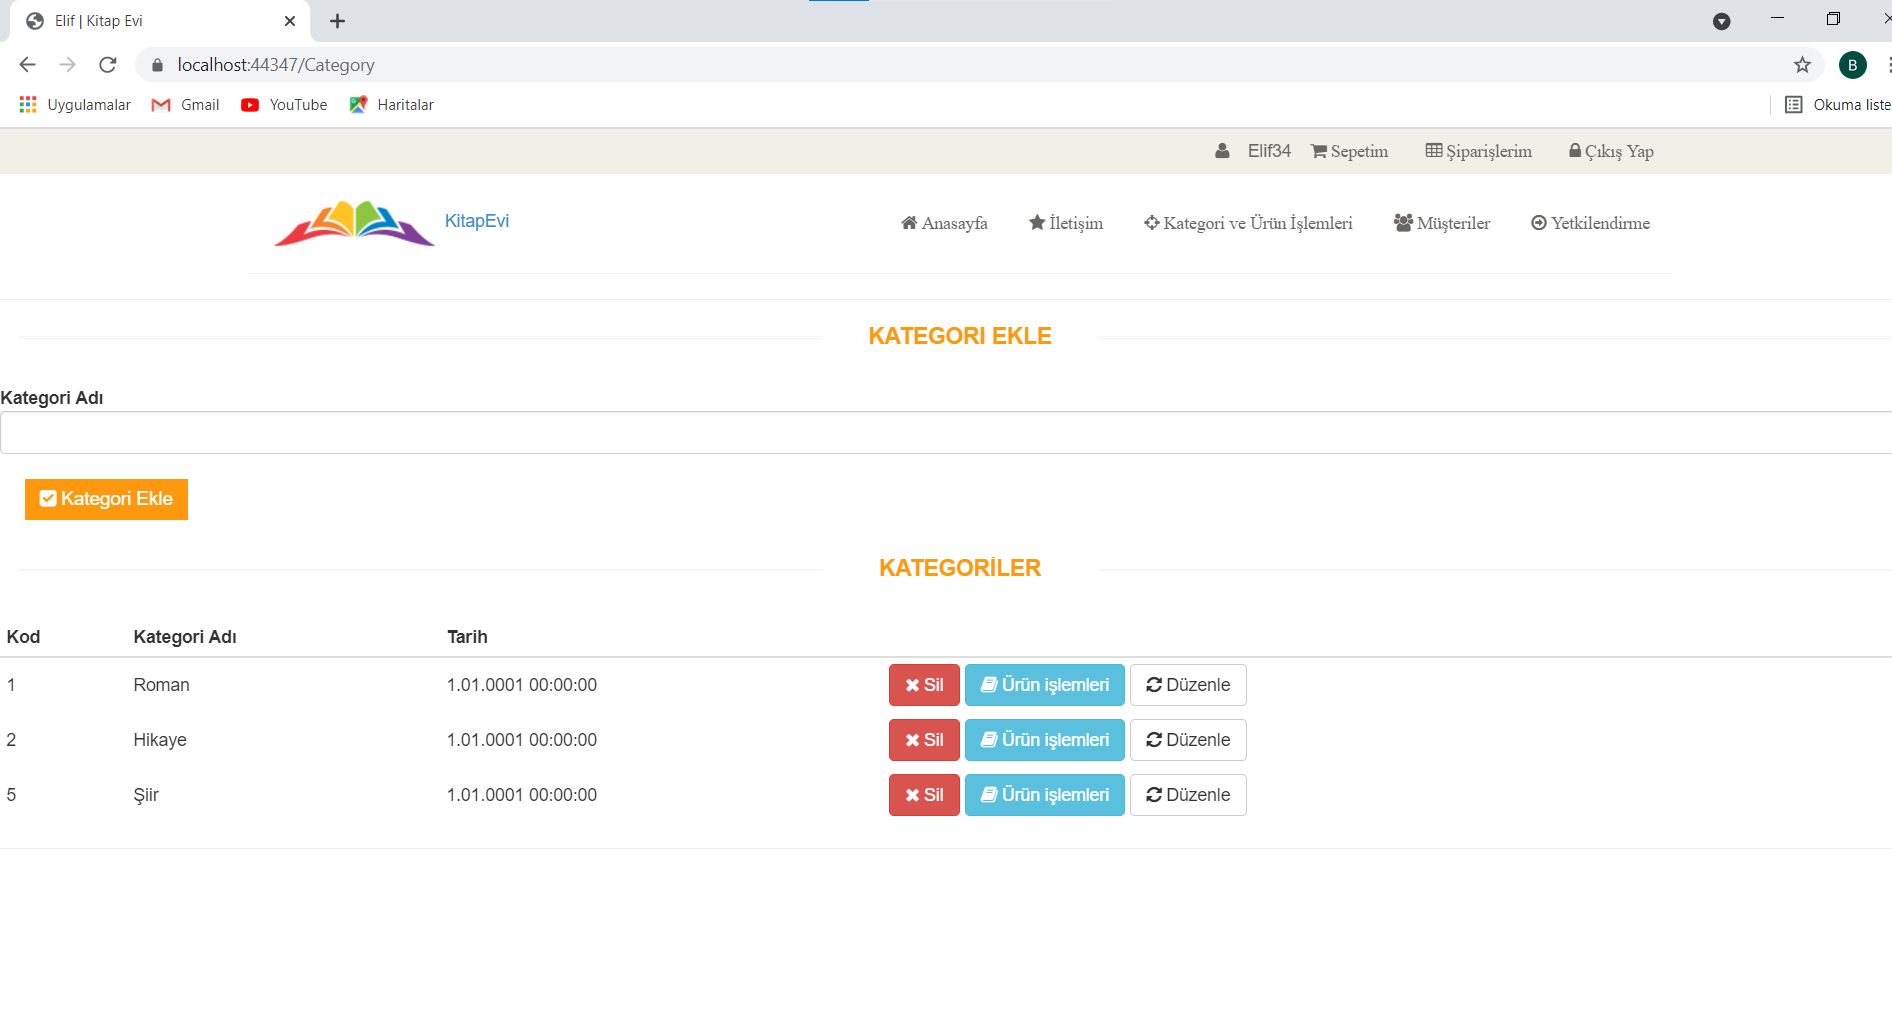 Elif | Kitap Evi
localhost:44347/Category
B
Uygulamalar Gmail YouTube Haritalar Okuma liste
Elif34 Sepetim Şiparişlerim Çıkış Yap
KitapEvi Anasayfa İletişim Kategori ve Ürün İşlemleri Müşteriler Yetkilendirme
KATEGORI EKLE
Kategori Adı
Kategori Ekle
KATEGORİLER
Kod Kategori Adı Tarih
1 Roman 1.01.0001 00:00:00 Sil Ürün işlemleri Düzenle
2 Hikaye 1.01.0001 00:00:00 Sil Ürün işlemleri Düzenle
5 Şiir 1.01.0001 00:00:00 Sil Ürün işlemleri Düzenle